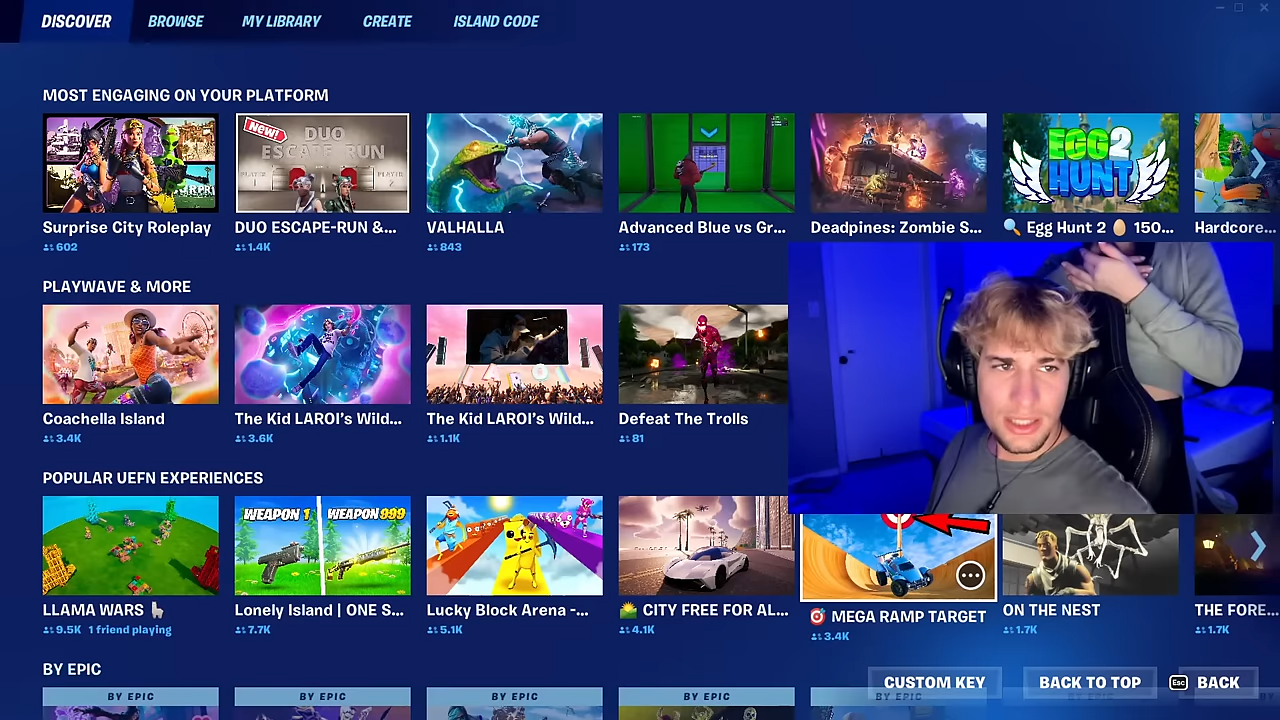 DISCOVER BROWSE MY LIBRARY CREATE ISLAND CODE
MOST ENGAGING ON YOUR PLATFORM
New!
DUO
ESCAPE-RUN
PLAYER 1 PLAYER 2
EGG 2
HUNT
Surprise City Roleplay DUO ESCAPE-RUN &... VALHALLA Advanced Blue vs Gr... Deadpines: Zombie S... 🔍 Egg Hunt 2 🥚 150... Hardcore...
602 1.4K 843 173
PLAYWAVE & MORE
Coachella Island The Kid LAROI’s Wild... The Kid LAROI’s Wild... Defeat The Trolls
3.4K 3.6K 1.1K 81
POPULAR UEFN EXPERIENCES
WEAPON 1 WEAPON 999
LLAMA WARS 🦙 Lonely Island | ONE S... Lucky Block Arena -... CITY FREE FOR AL... 🎯 MEGA RAMP TARGET ON THE NEST THE FORE...
9.5K 1 friend playing 7.7K 5.1K 4.1K 3.4K 1.7K 1.7K
BY EPIC
CUSTOM KEY BACK TO TOP Esc BACK
BY EPIC BY EPIC BY EPIC BY EPIC BY EPIC